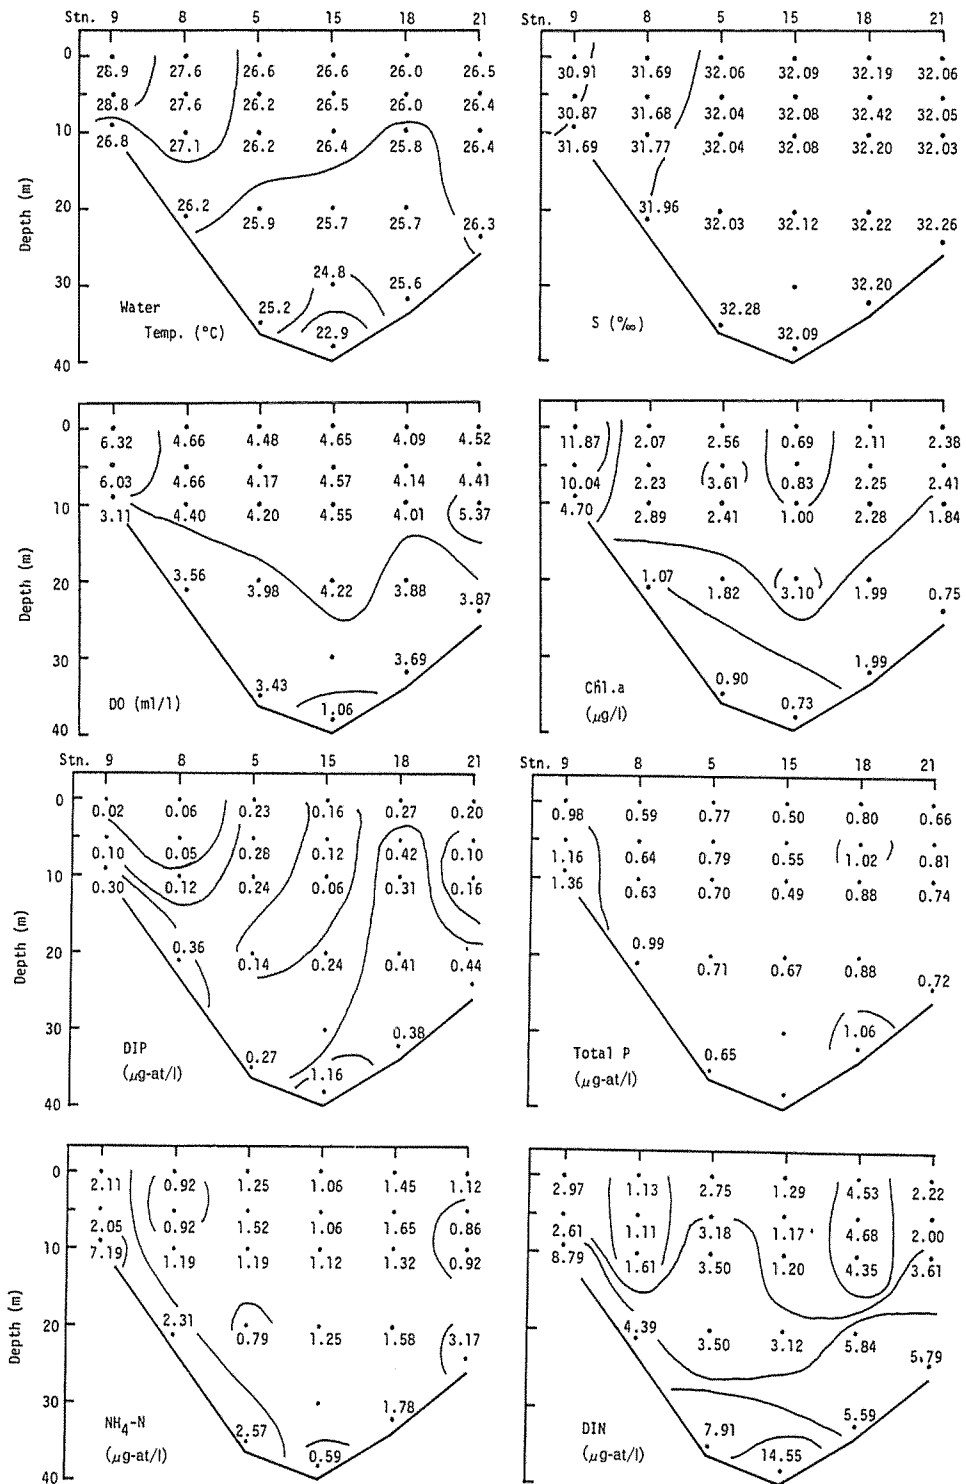 Stn. 9 8 5 15 18 21
0
28.9 27.6 26.6 26.6 26.0 26.5
28.8 27.6 26.2 26.5 26.0 26.4
10
26.8 27.1 26.2 26.4 25.8 26.4
20
26.2 25.9 25.7 25.7 26.3
30
24.8 25.6
25.2
22.9
40
Depth (m)
Water
Temp. (°C)
Stn. 9 8 5 15 18 21
30.91 31.69 32.06 32.09 32.19 32.06
30.87 31.68 32.04 32.08 32.42 32.05
31.69 31.77 32.04 32.08 32.20 32.03
31.96 32.03 32.12 32.22 32.26
32.20
32.28
32.09
S (‰)
0
6.32 4.66 4.48 4.65 4.09 4.52
6.03 4.66 4.17 4.57 4.14 4.41
10
3.11 4.40 4.20 4.55 4.01 5.37
20
3.56 3.98 4.22 3.88 3.87
30
3.69
3.43
1.06
40
Depth (m)
DO (ml/l)
11.87 2.07 2.56 0.69 2.11 2.38
10.04 2.23 3.61 0.83 2.25 2.41
4.70 2.89 2.41 1.00 2.28 1.84
1.07 1.82 3.10 1.99 0.75
1.99
0.90
0.73
Chl.a
(μg/l)
Stn. 9 8 5 15 18 21
0
0.02 0.06 0.23 0.16 0.27 0.20
0.10 0.05 0.28 0.12 0.42 0.10
10
0.30 0.12 0.24 0.06 0.31 0.16
20
0.36 0.14 0.24 0.41 0.44
30
0.38
0.27
1.16
40
Depth (m)
DIP
(μg-at/l)
Stn. 9 8 5 15 18 21
0.98 0.59 0.77 0.50 0.80 0.66
1.16 0.64 0.79 0.55 1.02 0.81
1.36 0.63 0.70 0.49 0.88 0.74
0.99 0.71 0.67 0.88 0.72
1.06
0.65
Total P
(μg-at/l)
0
2.11 0.92 1.25 1.06 1.45 1.12
2.05 0.92 1.52 1.06 1.65 0.86
10
7.19 1.19 1.19 1.12 1.32 0.92
20
2.31 0.79 1.25 1.58 3.17
30
1.78
2.57
0.59
40
Depth (m)
NH4-N
(μg-at/l)
2.97 1.13 2.75 1.29 4.53 2.22
2.61 1.11 3.18 1.17 4.68 2.00
8.79 1.61 3.50 1.20 4.35 3.61
4.39 3.50 3.12 5.84 5.79
5.59
7.91
14.55
DIN
(μg-at/l)